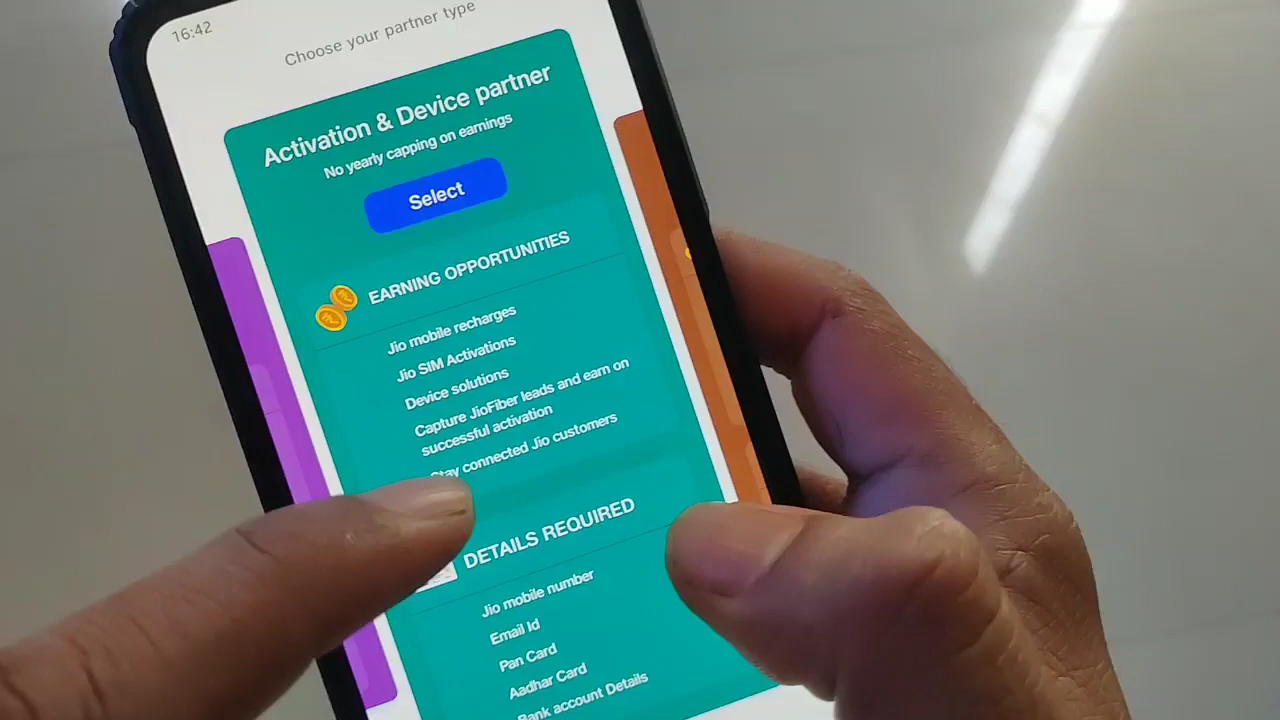 16:42
Choose your partner type
Activation & Device partner
No yearly capping on earnings
Select
EARNING OPPORTUNITIES
Jio mobile recharges
Jio SIM Activations
Device solutions
Capture JioFiber leads and earn on
successful activation
Stay connected Jio customers
DETAILS REQUIRED
Jio mobile number
Email Id
Pan Card
Aadhar Card
Bank account Details